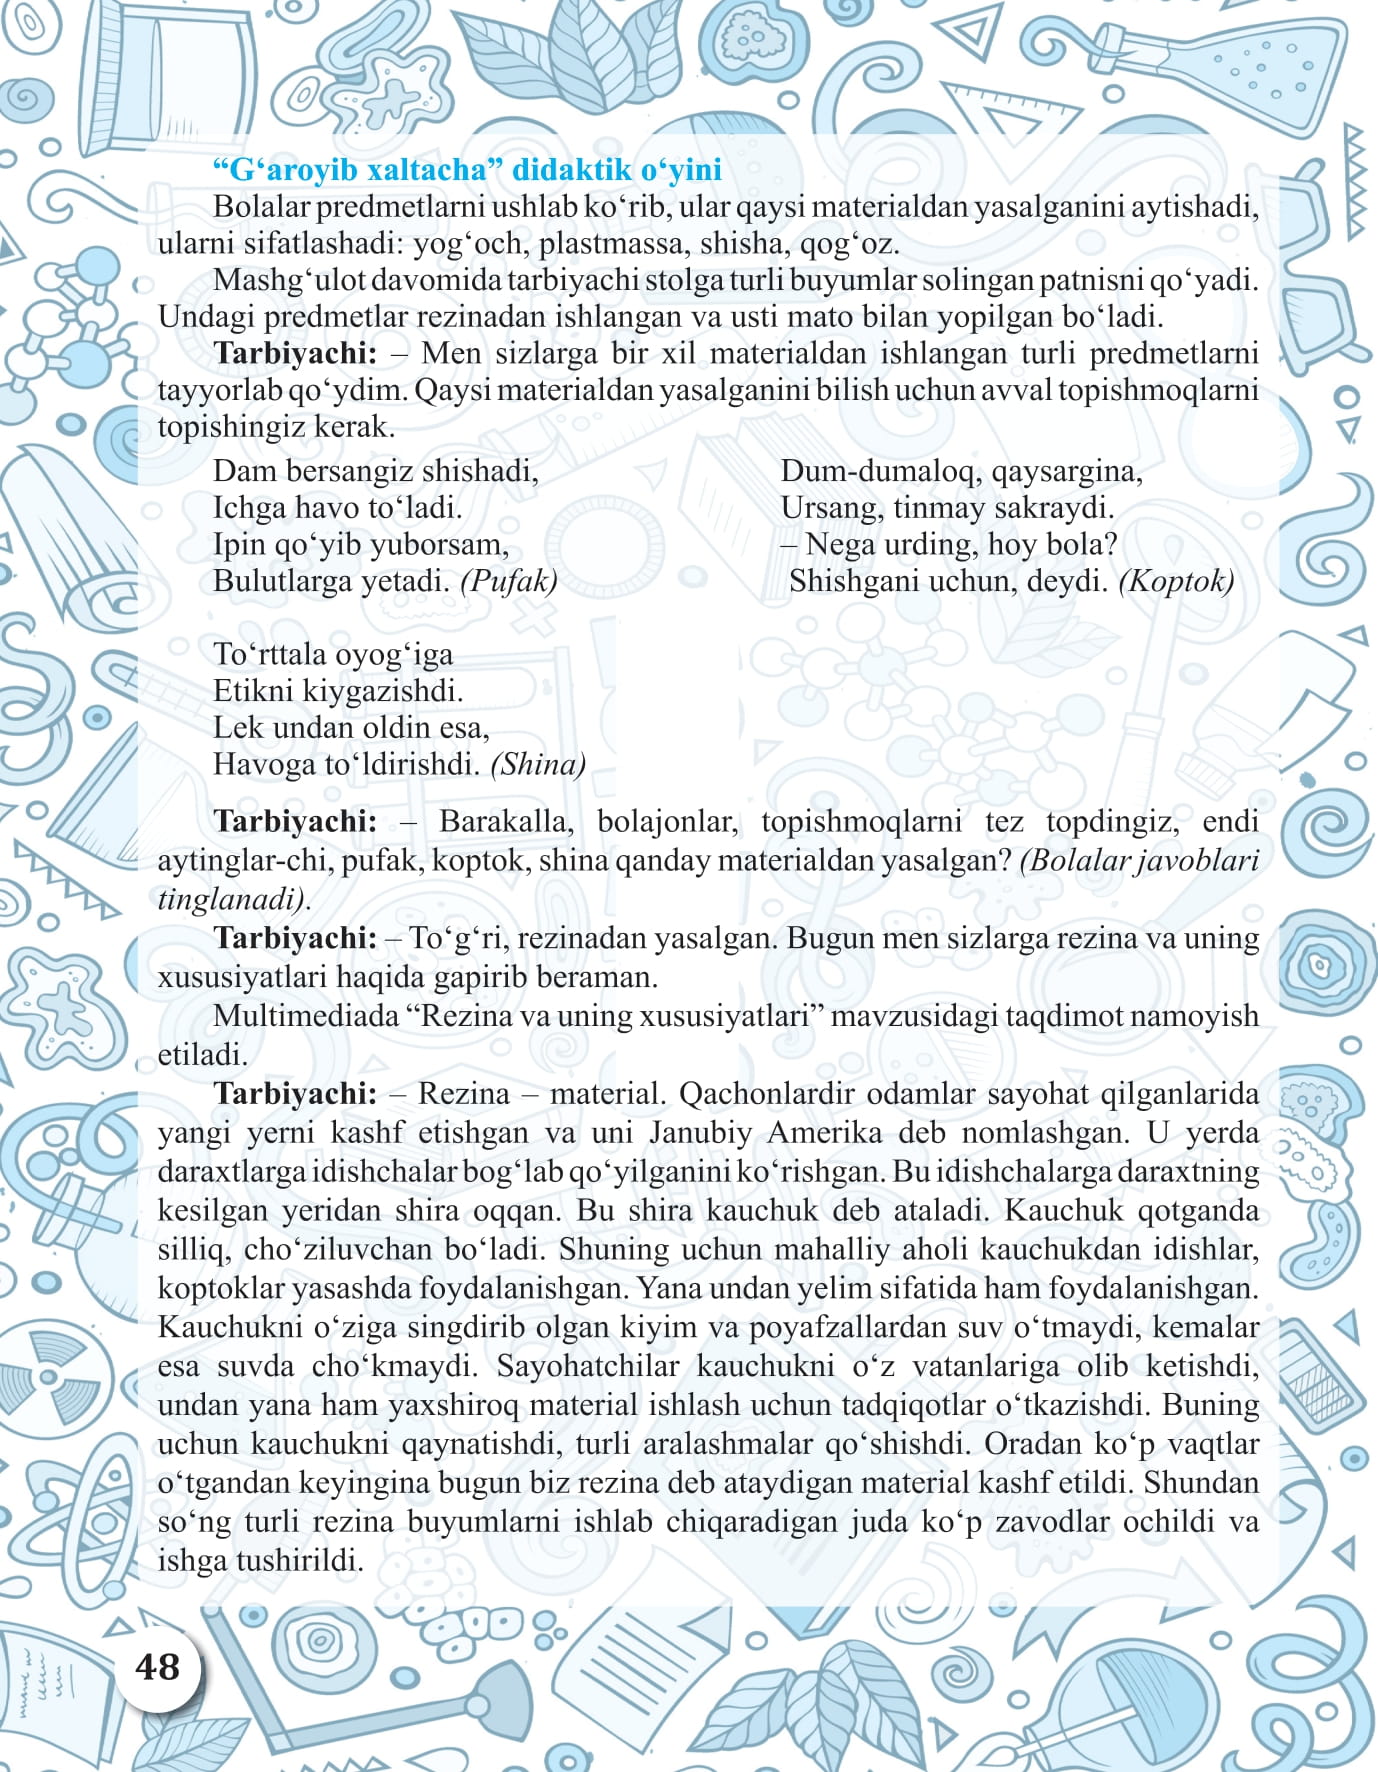 “G‘aroyib xaltacha” didaktik o‘yini
Bolalar predmetlarni ushlab ko‘rib, ular qaysi materialdan yasalganini aytishadi,
ularni sifatlashadi: yog‘och, plastmassa, shisha, qog‘oz.
Mashg‘ulot davomida tarbiyachi stolga turli buyumlar solingan patnisni qo‘yadi.
Undagi predmetlar rezinadan ishlangan va usti mato bilan yopilgan bo‘ladi.
Tarbiyachi: – Men sizlarga bir xil materialdan ishlangan turli predmetlarni
tayyorlab qo‘ydim. Qaysi materialdan yasalganini bilish uchun avval topishmoqlarni
topishingiz kerak.
Dam bersangiz shishadi,
Ichga havo to‘ladi.
Ipin qo‘yib yuborsam,
Bulutlarga yetadi. (Pufak)
Dum-dumaloq, qaysargina,
Ursang, tinmay sakraydi.
– Nega urding, hoy bola?
Shishgani uchun, deydi. (Koptok)
To‘rttala oyog‘iga
Etikni kiygazishdi.
Lek undan oldin esa,
Havoga to‘ldirishdi. (Shina)
Tarbiyachi: – Barakalla, bolajonlar, topishmoqlarni tez topdingiz, endi
aytinglar-chi, pufak, koptok, shina qanday materialdan yasalgan? (Bolalar javoblari
tinglanadi).
Tarbiyachi: – To‘g‘ri, rezinadan yasalgan. Bugun men sizlarga rezina va uning
xususiyatlari haqida gapirib beraman.
Multimediada “Rezina va uning xususiyatlari” mavzusidagi taqdimot namoyish
etiladi.
Tarbiyachi: – Rezina – material. Qachonlardir odamlar sayohat qilganlarida
yangi yerni kashf etishgan va uni Janubiy Amerika deb nomlashgan. U yerda
daraxtlarga idishchalar bog‘lab qo‘yilganini ko‘rishgan. Bu idishchalarga daraxtning
kesilgan yeridan shira oqqan. Bu shira kauchuk deb ataladi. Kauchuk qotganda
silliq, cho‘ziluvchan bo‘ladi. Shuning uchun mahalliy aholi kauchukdan idishlar,
koptoklar yasashda foydalanishgan. Yana undan yelim sifatida ham foydalanishgan.
Kauchukni o‘ziga singdirib olgan kiyim va poyafzallardan suv o‘tmaydi, kemalar
esa suvda cho‘kmaydi. Sayohatchilar kauchukni o‘z vatanlariga olib ketishdi,
undan yana ham yaxshiroq material ishlash uchun tadqiqotlar o‘tkazishdi. Buning
uchun kauchukni qaynatishdi, turli aralashmalar qo‘shishdi. Oradan ko‘p vaqtlar
o‘tgandan keyingina bugun biz rezina deb ataydigan material kashf etildi. Shundan
so‘ng turli rezina buyumlarni ishlab chiqaradigan juda ko‘p zavodlar ochildi va
ishga tushirildi.
48